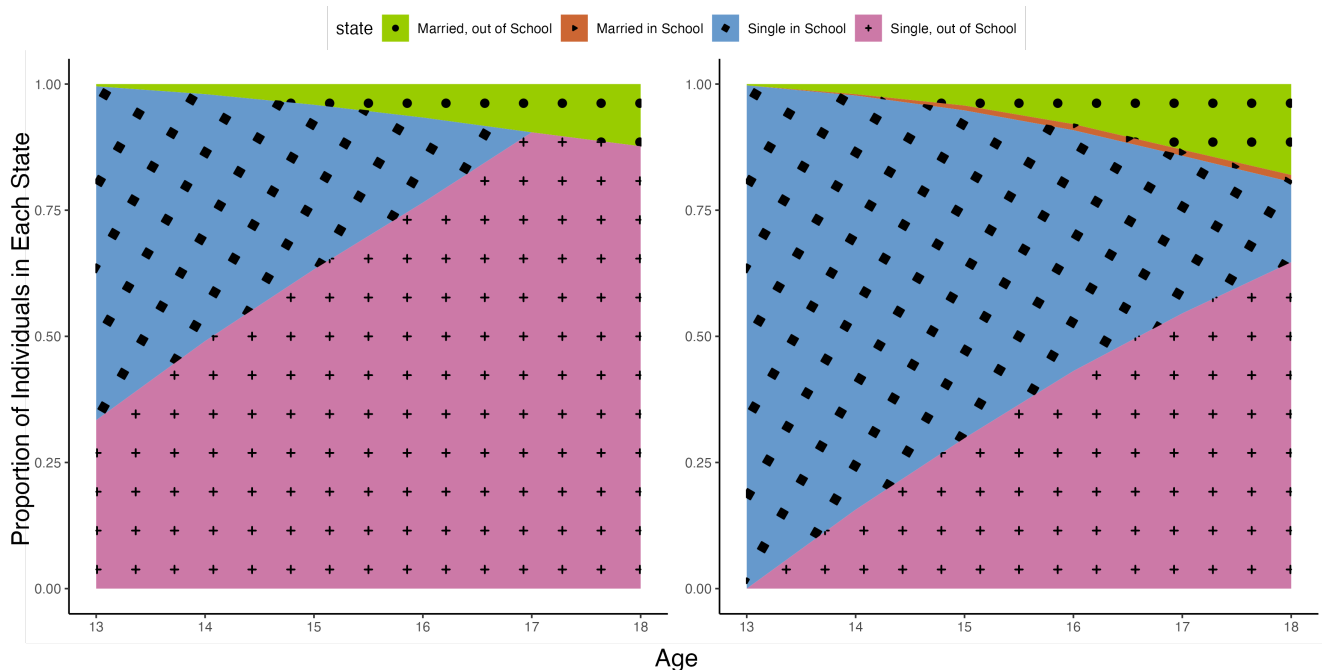 state Married, out of School Married in School Single in School Single, out of School
Proportion of Individuals in Each State
1.00
0.75
0.50
0.25
0.00
13 14 15 16 17 18
1.00
0.75
0.50
0.25
0.00
13 14 15 16 17 18
Age